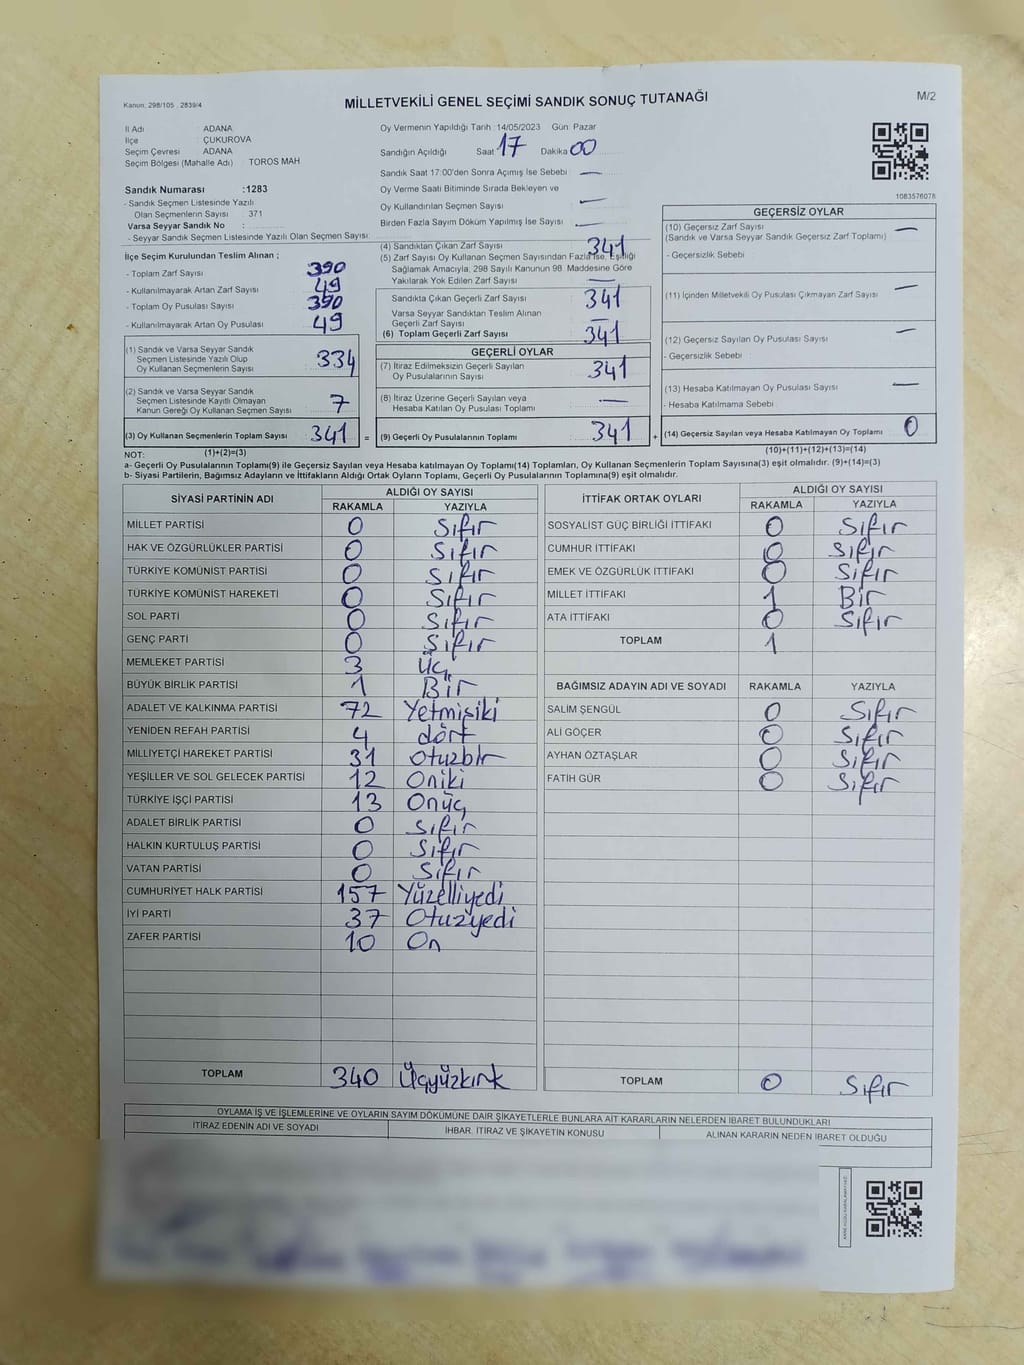 Kanun: 298/105 , 2839/4
MİLLETVEKİLİ GENEL SEÇİMİ SANDIK SONUÇ TUTANAĞI
M/2
İl Adı ADANA
İlçe : ÇUKUROVA
Seçim Çevresi ADANA
Seçim Bölgesi (Mahalle Adı) : TOROS MAH
Sandık Numarası :1283
- Sandık Seçmen Listesinde Yazılı
Olan Seçmenlerin Sayısı : 371
Varsa Seyyar Sandık No :
- Seyyar Sandık Seçmen Listesinde Yazılı Olan Seçmen Sayısı:
Oy Vermenin Yapıldığı Tarih :14/05/2023 Gün: Pazar
Sandığın Açıldığı Saat 17 Dakika 00
Sandık Saat 17:00'den Sonra Açımış İse Sebebi : —
Oy Verme Saati Bitiminde Sırada Bekleyen ve
Oy Kullandırılan Seçmen Sayısı : —
Birden Fazla Sayım Döküm Yapılmış İse Sayısı : —
1083576078
İlçe Seçim Kurulundan Teslim Alınan ;
- Toplam Zarf Sayısı 390
- Kullanılmayarak Artan Zarf Sayısı : 49
- Toplam Oy Pusulası Sayısı : 390
- Kullanılmayarak Artan Oy Pusulası : 49
(1) Sandık ve Varsa Seyyar Sandık
Seçmen Listesinde Yazılı Olup
Oy Kullanan Seçmenlerin Sayısı 334
(2) Sandık ve Varsa Seyyar Sandık
Seçmen Listesinde Kayıtlı Olmayan
Kanun Gereği Oy Kullanan Seçmen Sayısı 7
(3) Oy Kullanan Seçmenlerin Toplam Sayısı 341 =
(1)+(2)=(3)
(4) Sandıktan Çıkan Zarf Sayısı : 341
(5) Zarf Sayısı Oy Kullanan Seçmen Sayısından Fazla İse, Eşitliği
Sağlamak Amacıyla, 298 Sayılı Kanunun 98. Maddesine Göre
Yakılarak Yok Edilen Zarf Sayısı : —
Sandıkta Çıkan Geçerli Zarf Sayısı : 341
Varsa Seyyar Sandıktan Teslim Alınan
Geçerli Zarf Sayısı : —
(6) Toplam Geçerli Zarf Sayısı : 341
GEÇERLİ OYLAR
(7) İtiraz Edilmeksizin Geçerli Sayılan
Oy Pusulalarının Sayısı : 341
(8) İtiraz Üzerine Geçerli Sayılan veya
Hesaba Katılan Oy Pusulası Toplamı : —
(9) Geçerli Oy Pusulalarının Toplamı : 341 +
GEÇERSİZ OYLAR
(10) Geçersiz Zarf Sayısı : —
(Sandık ve Varsa Seyyar Sandık Geçersiz Zarf Toplamı)
- Geçersizlik Sebebi :
(11) İçinden Milletvekili Oy Pusulası Çıkmayan Zarf Sayısı : —
(12) Geçersiz Sayılan Oy Pusulası Sayısı : —
- Geçersizlik Sebebi :
(13) Hesaba Katılmayan Oy Pusulası Sayısı : —
- Hesaba Katılmama Sebebi :
(14) Geçersiz Sayılan veya Hesaba Katılmayan Oy Toplamı : 0
(10)+(11)+(12)+(13)=(14)
NOT:
a- Geçerli Oy Pusulalarının Toplamı(9) ile Geçersiz Sayılan veya Hesaba katılmayan Oy Toplamı(14) Toplamları, Oy Kullanan Seçmenlerin Toplam Sayısına(3) eşit olmalıdır. (9)+(14)=(3)
b- Siyasi Partilerin, Bağımsız Adayların ve İttifakların Aldığı Ortak Oyların Toplamı, Geçerli Oy Pusulalarının Toplamına(9) eşit olmalıdır.
SİYASİ PARTİNİN ADI ALDIĞI OY SAYISI
RAKAMLA YAZIYLA
MİLLET PARTİSİ 0 Sıfır
HAK VE ÖZGÜRLÜKLER PARTİSİ 0 Sıfır
TÜRKİYE KOMÜNİST PARTİSİ 0 Sıfır
TÜRKİYE KOMÜNİST HAREKETİ 0 Sıfır
SOL PARTİ 0 Sıfır
GENÇ PARTİ 0 Sıfır
MEMLEKET PARTİSİ 3 Üç
BÜYÜK BİRLİK PARTİSİ 1 Bir
ADALET VE KALKINMA PARTİSİ 72 Yetmişiki
YENİDEN REFAH PARTİSİ 4 dört
MİLLİYETÇİ HAREKET PARTİSİ 31 Otuzbir
YEŞİLLER VE SOL GELECEK PARTİSİ 12 Oniki
TÜRKİYE İŞÇİ PARTİSİ 13 Onüç
ADALET BİRLİK PARTİSİ 0 Sıfır
HALKIN KURTULUŞ PARTİSİ 0 Sıfır
VATAN PARTİSİ 0 Sıfır
CUMHURİYET HALK PARTİSİ 157 Yüzelliyedi
İYİ PARTİ 37 Otuzyedi
ZAFER PARTİSİ 10 On
TOPLAM 340 Üçyüzkırk
İTTİFAK ORTAK OYLARI ALDIĞI OY SAYISI
RAKAMLA YAZIYLA
SOSYALİST GÜÇ BİRLİĞİ İTTİFAKI 0 Sıfır
CUMHUR İTTİFAKI 0 Sıfır
EMEK VE ÖZGÜRLÜK İTTİFAKI 0 Sıfır
MİLLET İTTİFAKI 1 Bir
ATA İTTİFAKI 0 Sıfır
TOPLAM 1
BAĞIMSIZ ADAYIN ADI VE SOYADI RAKAMLA YAZIYLA
SALİM ŞENGÜL 0 Sıfır
ALİ GÖÇER 0 Sıfır
AYHAN ÖZTAŞLAR 0 Sıfır
FATİH GÜR 0 Sıfır
TOPLAM 0 Sıfır
OYLAMA İŞ VE İŞLEMLERİNE VE OYLARIN SAYIM DÖKÜMÜNE DAİR ŞİKAYETLERLE BUNLARA AİT KARARLARIN NELERDEN İBARET BULUNDUKLARI
İTİRAZ EDENİN ADI VE SOYADI İHBAR, İTİRAZ VE ŞİKAYETİN KONUSU ALINAN KARARIN NEDEN İBARET OLDUĞU